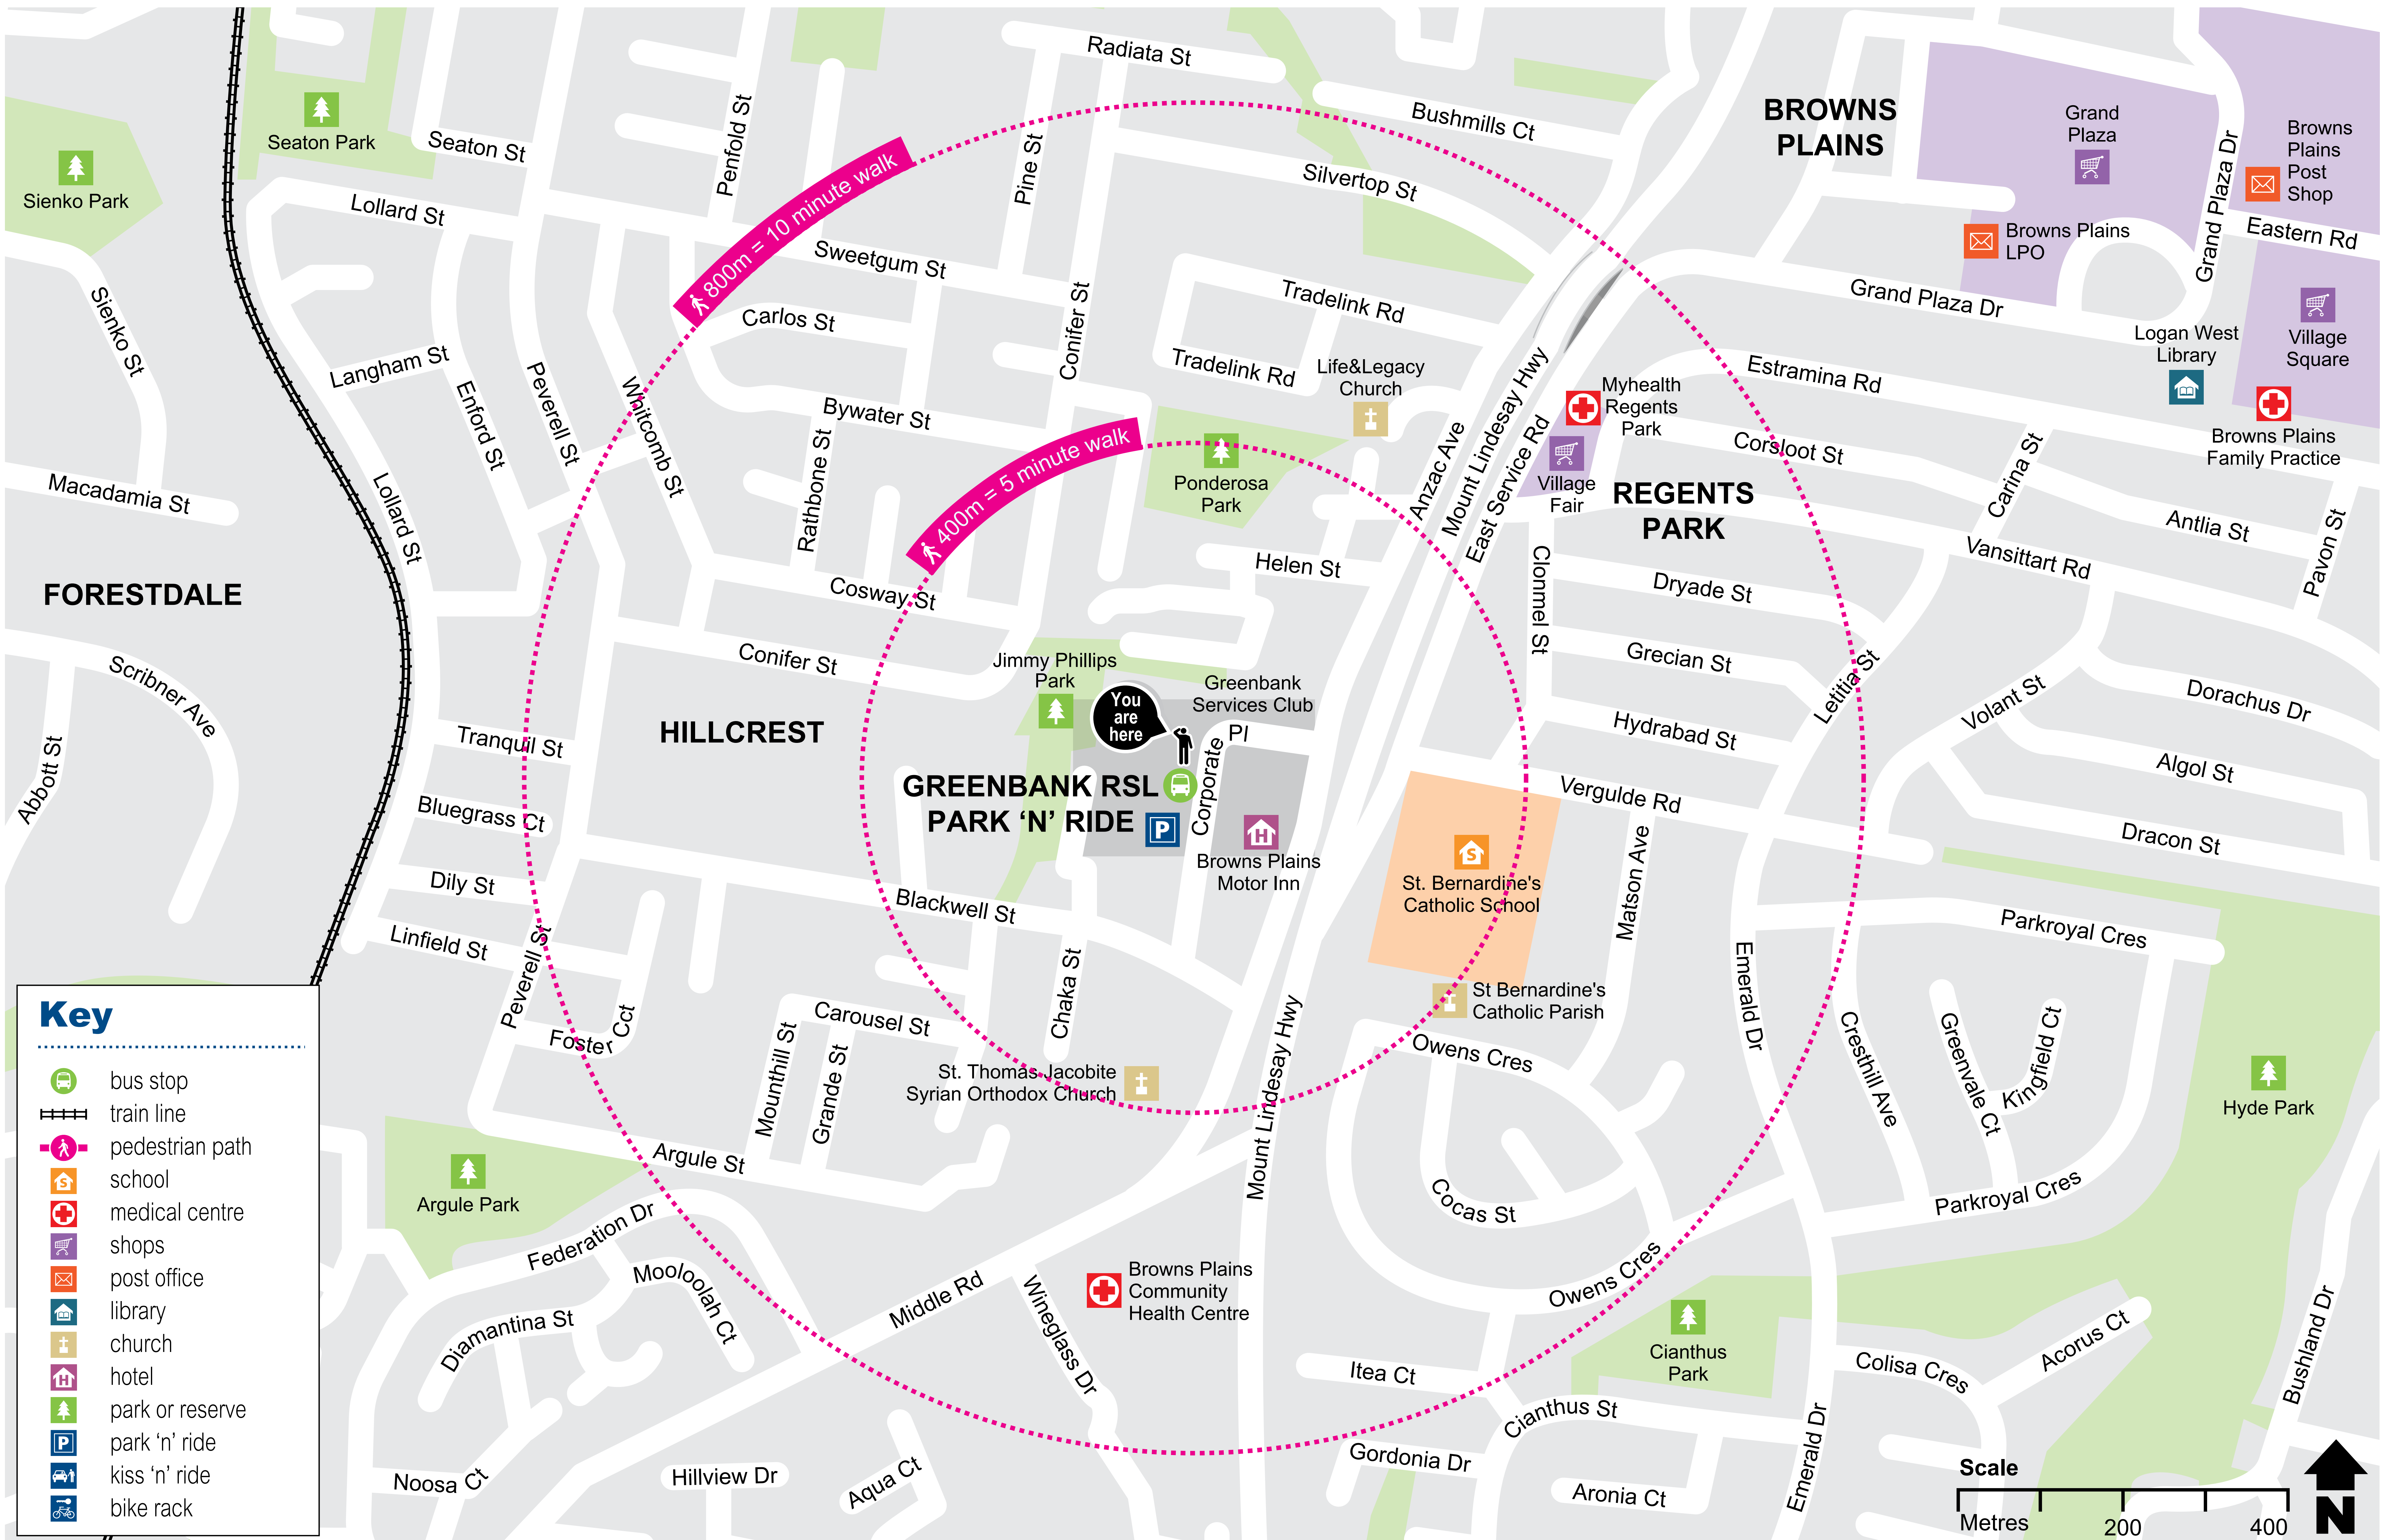 Radiata St
Bushmills Ct
BROWNS
PLAINS
Grand
Plaza
Browns
Plains
Post
Shop
Grand Plaza Dr
Eastern Rd
Browns Plains
LPO
Seaton Park
Seaton St
Sienko Park
Penfold St
800m = 10 minute walk
Pine St
Silvertop St
Lollard St
Sweetgum St
Tradelink Rd
Grand Plaza Dr
Village
Square
Logan West
Library
Sienko St
Carlos St
Conifer St
Tradelink Rd
Life&Legacy
Church
Mount Lindesay Hwy
Myhealth
Regents
Park
Estramina Rd
Langham St
Enford St
Peverell St
Whitcomb St
Bywater St
Rathbone St
400m = 5 minute walk
Ponderosa
Park
Anzac Ave
East Service Rd
Village
Fair
Corsloot St
REGENTS
PARK
Carina St
Browns Plains
Family Practice
Antlia St
Pavon St
Vansittart Rd
Macadamia St
Lollard St
FORESTDALE
Cosway St
Helen St
Clonmel St
Dryade St
Grecian St
Letitia St
Volant St
Dorachus Dr
Scribner Ave
Abbott St
Conifer St
Jimmy Phillips
Park
Greenbank
Services Club
You
are
here
Corporate Pl
Hydrabad St
Algol St
Tranquil St
HILLCREST
GREENBANK RSL
PARK ‘N’ RIDE
P
H
Browns Plains
Motor Inn
Vergulde Rd
Dracon St
Bluegrass Ct
Dily St
Linfield St
Blackwell St
S
St. Bernardine's
Catholic School
Matson Ave
Parkroyal Cres
Peverell St
Foster Cct
Carousel St
Mounthill St
Grande St
Chaka St
St. Thomas Jacobite
Syrian Orthodox Church
Mount Lindesay Hwy
St Bernardine's
Catholic Parish
Owens Cres
Emerald Dr
Cresthill Ave
Greenvale Ct
Kingfield Ct
Hyde Park
Argule St
Argule Park
Federation Dr
Mooloolah Ct
Diamantina St
Middle Rd
Wineglass Dr
Browns Plains
Community
Health Centre
Cocas St
Owens Cres
Parkroyal Cres
Cianthus
Park
Itea Ct
Cianthus St
Gordonia Dr
Aronia Ct
Emerald Dr
Colisa Cres
Acorus Ct
Bushland Dr
Noosa Ct
Hillview Dr
Aqua Ct
Key
bus stop
train line
pedestrian path
S school
medical centre
shops
post office
library
church
H hotel
park or reserve
P park ‘n’ ride
kiss ‘n’ ride
bike rack
Scale
Metres 200 400
N